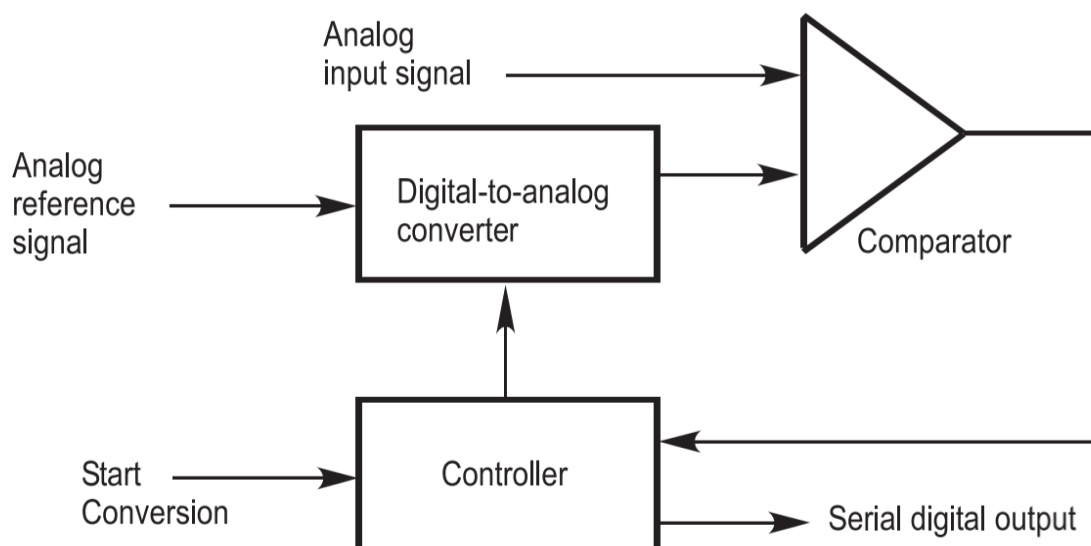 Analog
input signal
Analog
reference
signal
Digital-to-analog
converter
Comparator
Start
Conversion
Controller
Serial digital output